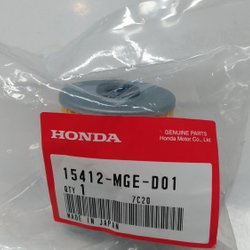 HONDA
GENUINE PARTS
Honda Motor Co., Ltd.
15412-MGE-D01
QTY 1 7C20
MADE IN JAPAN